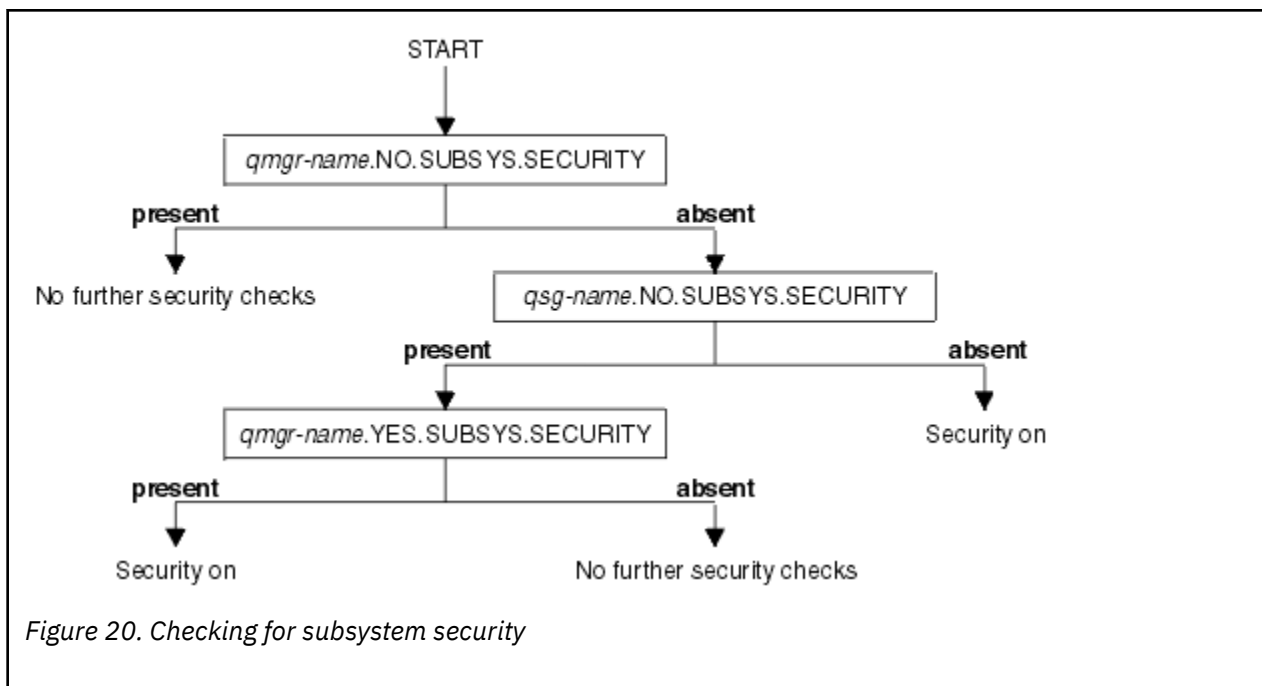 START
qmgr-name.NO.SUBSYS.SECURITY
present
absent
No further security checks
qsg-name.NO.SUBSYS.SECURITY
present
absent
qmgr-name.YES.SUBSYS.SECURITY
Security on
present
absent
Security on
No further security checks
Figure 20. Checking for subsystem security